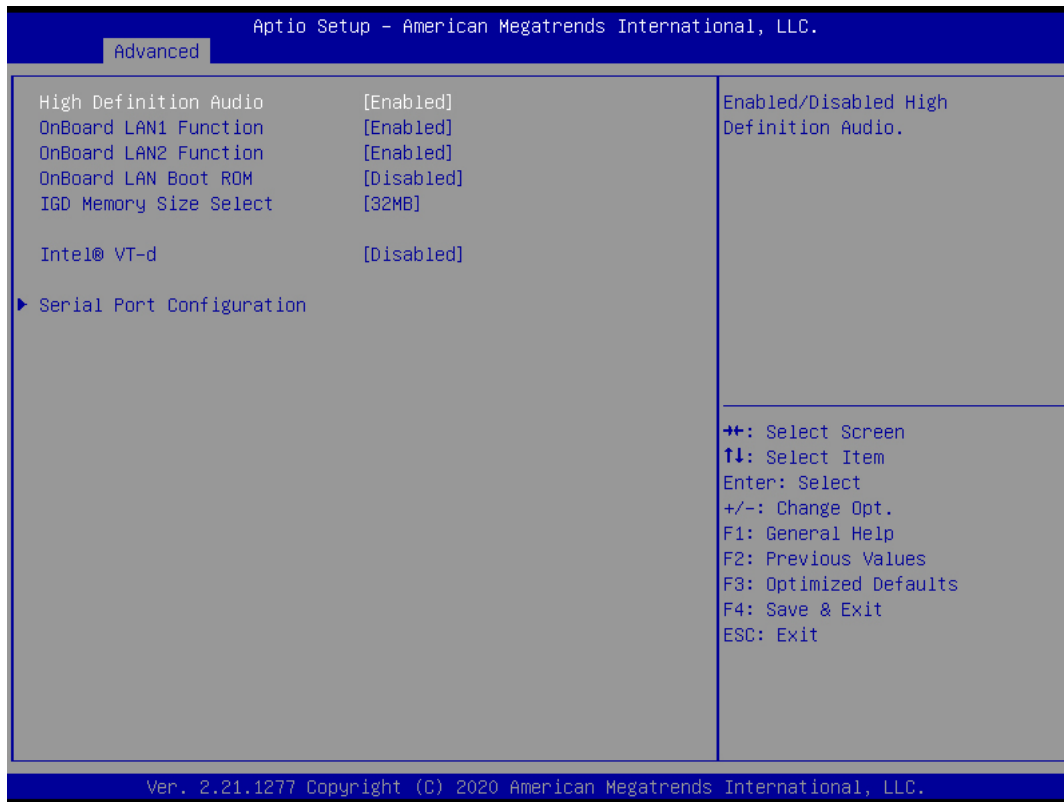 Aptio Setup – American Megatrends International, LLC.
Advanced
High Definition Audio [Enabled]
OnBoard LAN1 Function [Enabled]
OnBoard LAN2 Function [Enabled]
OnBoard LAN Boot ROM [Disabled]
IGD Memory Size Select [32MB]
Intel® VT-d [Disabled]
▶ Serial Port Configuration
Enabled/Disabled High
Definition Audio.
→←: Select Screen
↑↓: Select Item
Enter: Select
+/-: Change Opt.
F1: General Help
F2: Previous Values
F3: Optimized Defaults
F4: Save & Exit
ESC: Exit
Ver. 2.21.1277 Copyright (C) 2020 American Megatrends International, LLC.